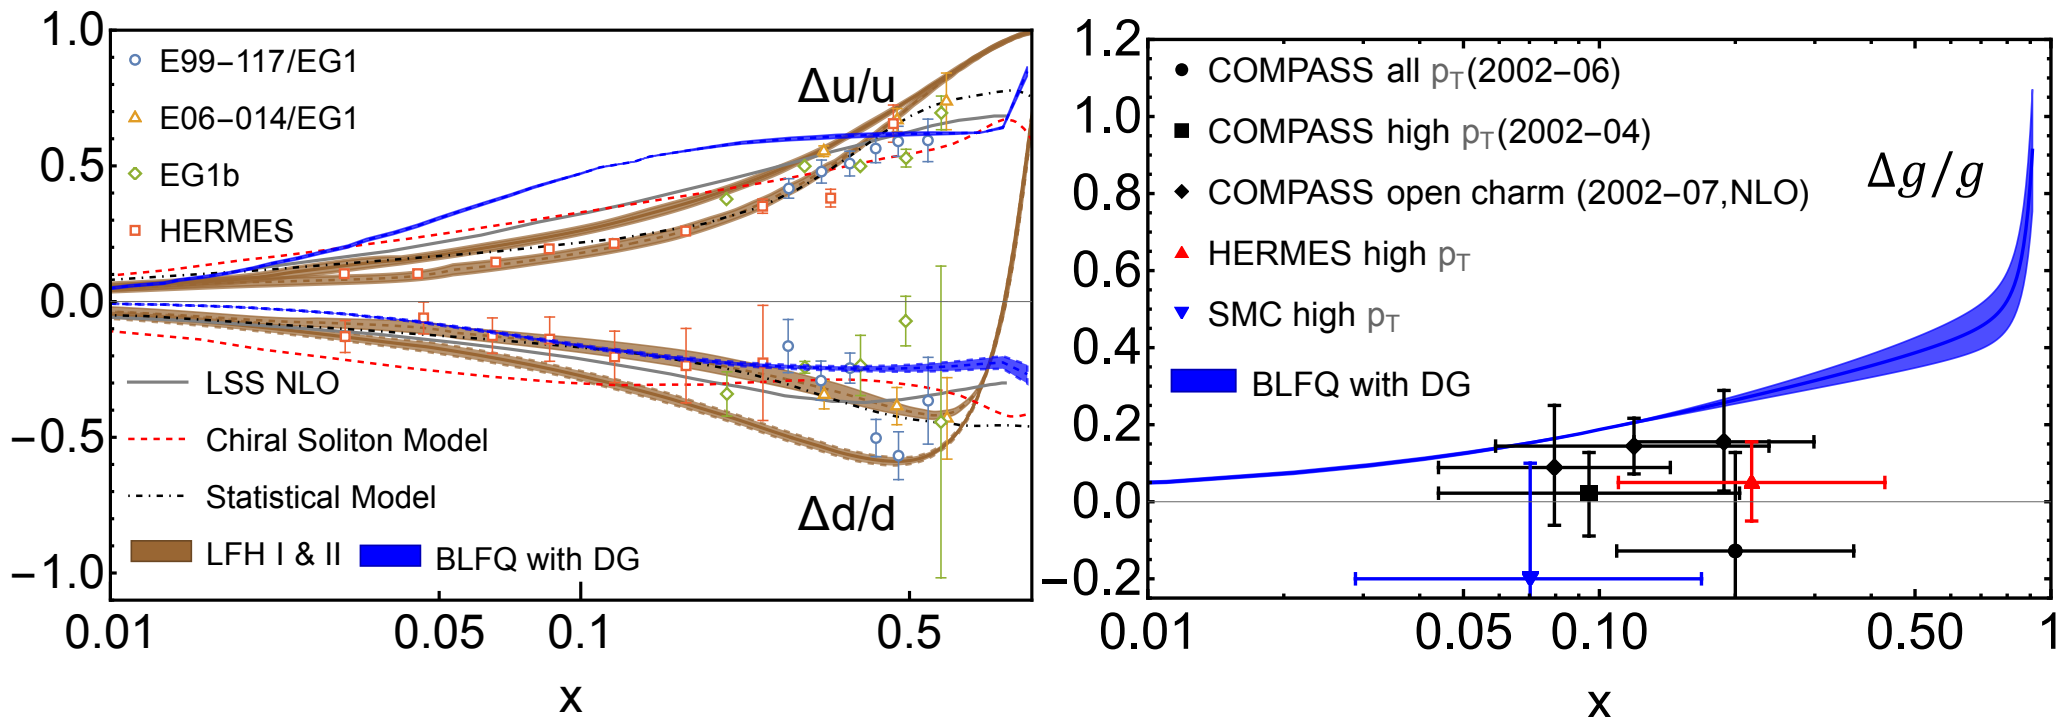 1.0
0.5
0.0
−0.5
−1.0
E99−117/EG1
E06−014/EG1
EG1b
HERMES
Δu/u
LSS NLO
Chiral Soliton Model
Statistical Model
LFH I & II
BLFQ with DG
Δd/d
0.01
0.05
0.1
0.5
x
1.2
1.0
0.8
0.6
0.4
0.2
0.0
−0.2
COMPASS all pT(2002−06)
COMPASS high pT(2002−04)
COMPASS open charm (2002−07,NLO)
HERMES high pT
SMC high pT
BLFQ with DG
Δg/g
0.01
0.05
0.10
0.50
1
x